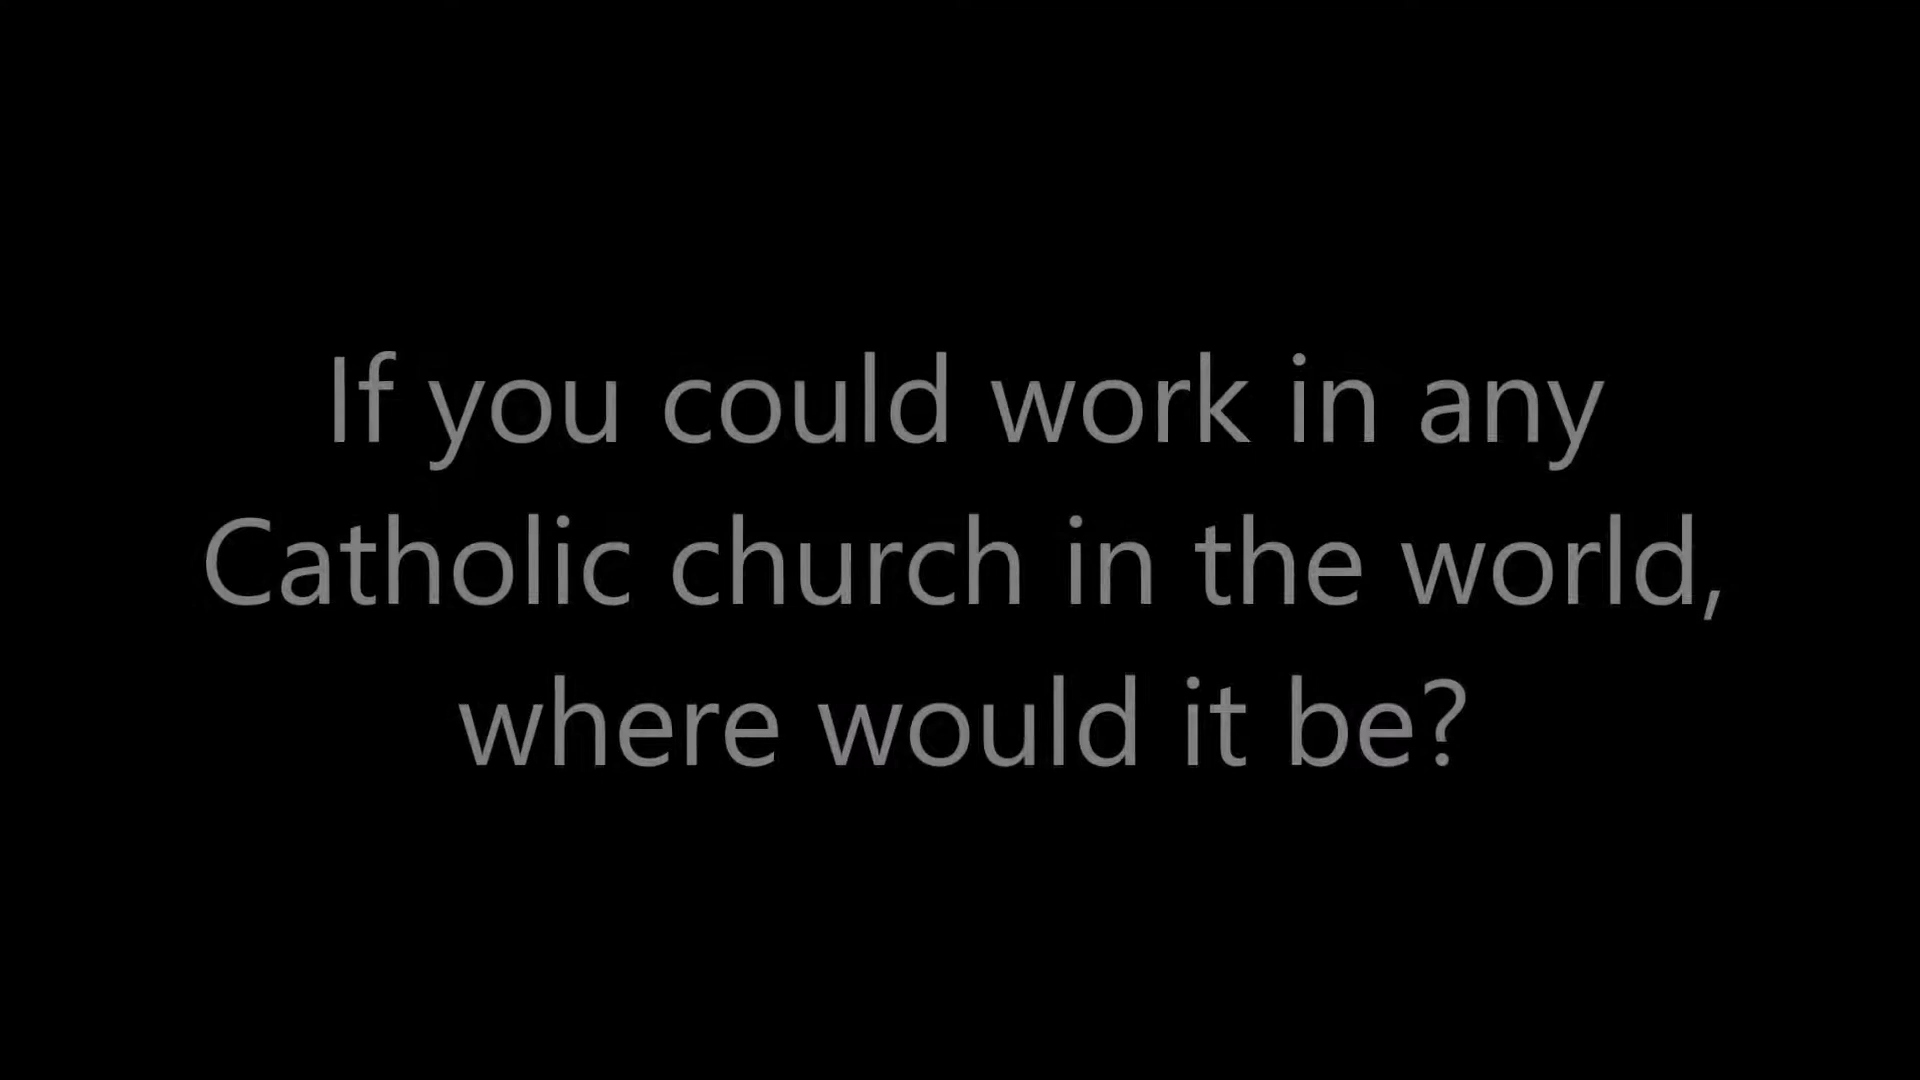 If you could work in any
Catholic church in the world,
where would it be?